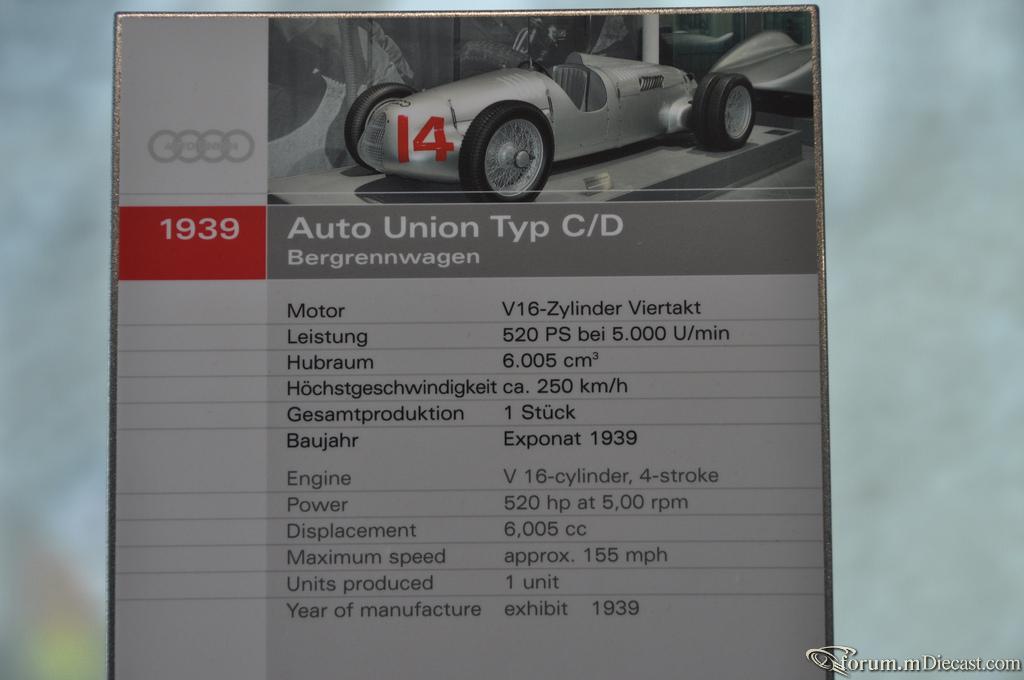 14
AUTO UNION
1939
Auto Union Typ C/D
Bergrennwagen
Motor V16-Zylinder Viertakt
Leistung 520 PS bei 5.000 U/min
Hubraum 6.005 cm³
Höchstgeschwindigkeit ca. 250 km/h
Gesamtproduktion 1 Stück
Baujahr Exponat 1939
Engine V 16-cylinder, 4-stroke
Power 520 hp at 5,00 rpm
Displacement 6,005 cc
Maximum speed approx. 155 mph
Units produced 1 unit
Year of manufacture exhibit 1939
forum.mDiecast.com